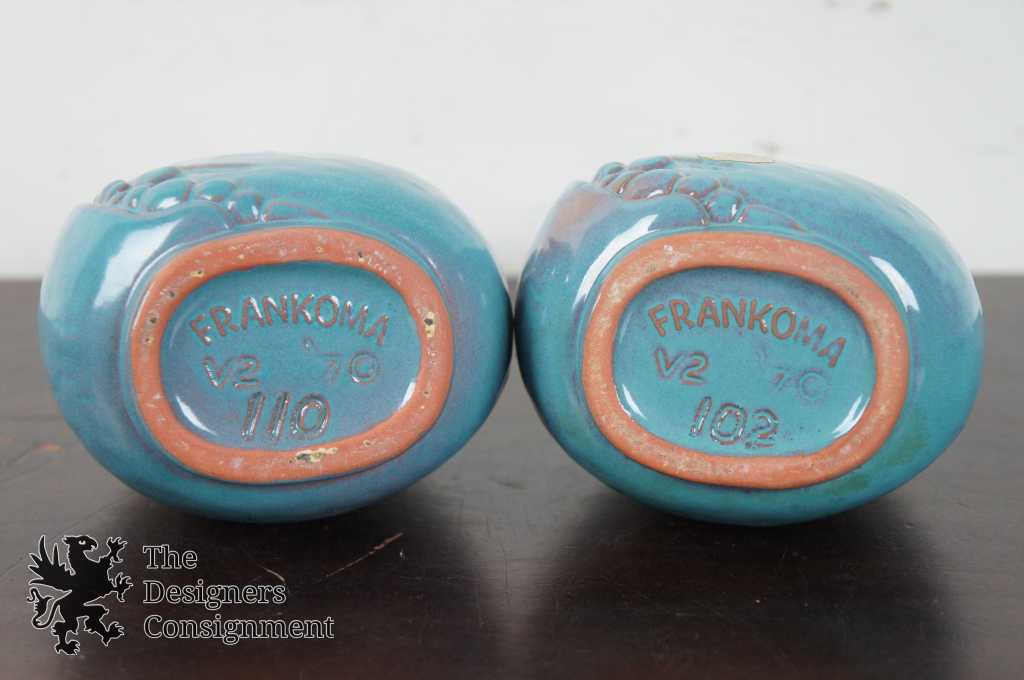 FRANKOMA
V2 '70
110
FRANKOMA
V2 '70
102
The
Designers
Consignment